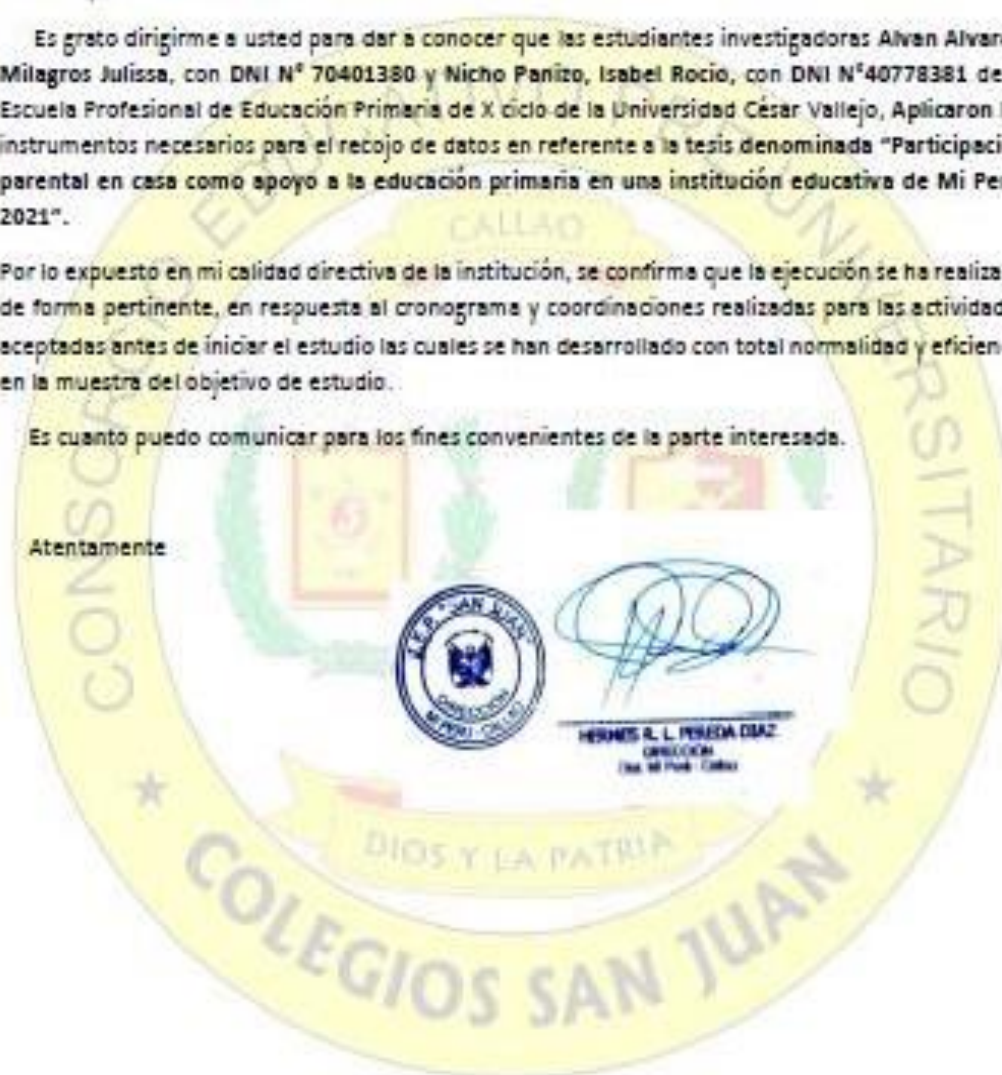 Es grato dirigirme a usted para dar a conocer que las estudiantes investigadoras Alvan Alvar
Milagros Julissa, con DNI N° 70401380 y Nicho Panizo, Isabel Rocio, con DNI N°40778381 de
Escuela Profesional de Educación Primaria de X ciclo de la Universidad César Vallejo, Aplicaron
instrumentos necesarios para el recojo de datos en referente a la tesis denominada “Participaci
parental en casa como apoyo a la educación primaria en una institución educativa de Mi Per
2021”.
Por lo expuesto en mi calidad directiva de la institución, se confirma que la ejecución se ha realiza
de forma pertinente, en respuesta al cronograma y coordinaciones realizadas para las actividad
aceptadas antes de iniciar el estudio las cuales se han desarrollado con total normalidad y eficien
en la muestra del objetivo de estudio.
Es cuanto puedo comunicar para los fines convenientes de la parte interesada.
Atentamente
"SAN JUAN"
DIRECCION
MI PERU - CALLAO
HERMES R. L. PEREDA DIAZ
DIRECCION
CALLAO
CONSORCIO EDUCATIVO PRE UNIVERSITARIO
DIOS Y LA PATRIA
COLEGIOS SAN JUAN